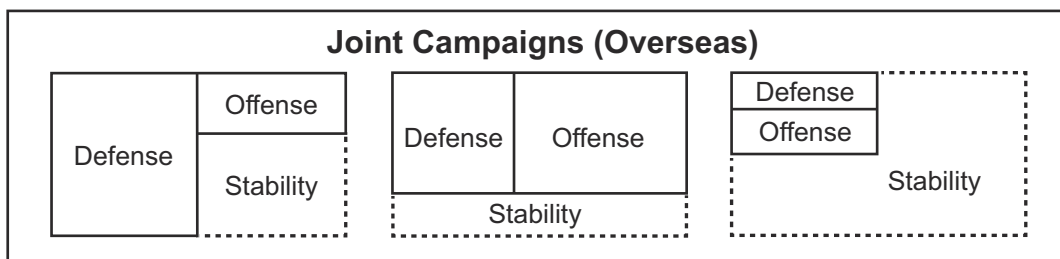 Joint Campaigns (Overseas)
Defense
Offense
Stability
Defense
Offense
Stability
Defense
Offense
Stability